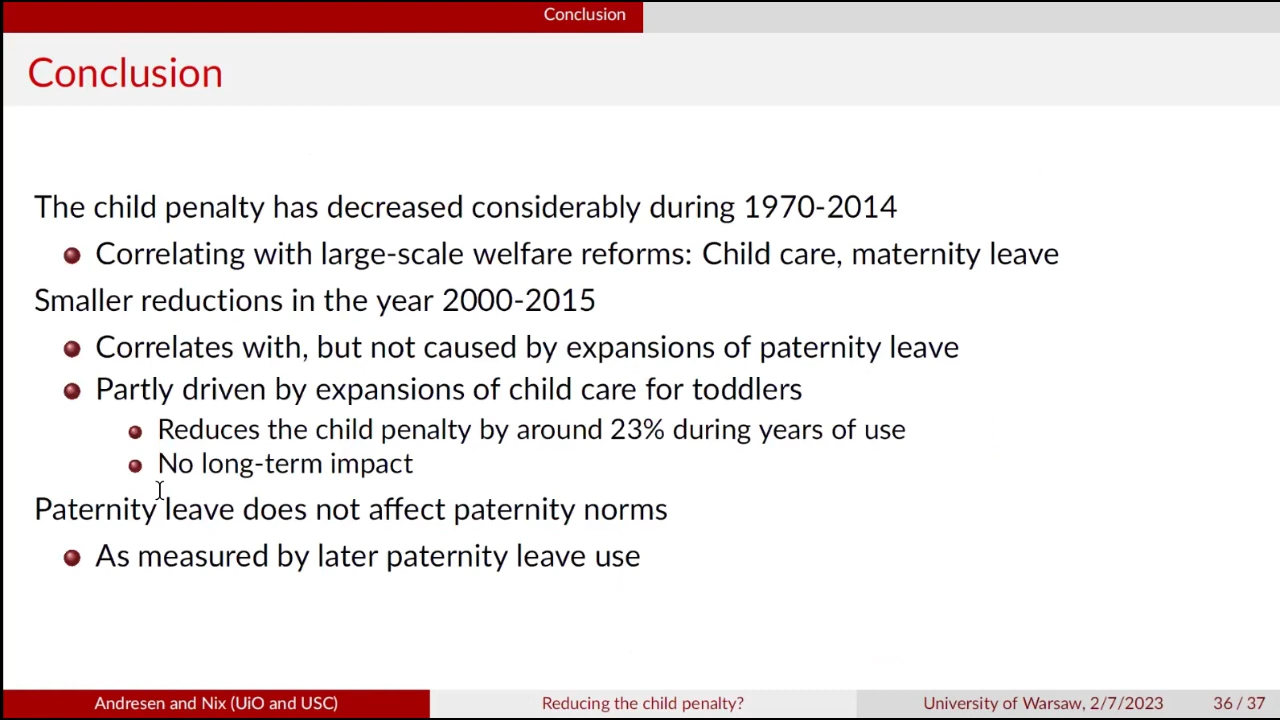 Conclusion
Conclusion
The child penalty has decreased considerably during 1970-2014
Correlating with large-scale welfare reforms: Child care, maternity leave
Smaller reductions in the year 2000-2015
Correlates with, but not caused by expansions of paternity leave
Partly driven by expansions of child care for toddlers
Reduces the child penalty by around 23% during years of use
No long-term impact
Paternity leave does not affect paternity norms
As measured by later paternity leave use
Andresen and Nix (UiO and USC) Reducing the child penalty? University of Warsaw, 2/7/2023 36 / 37